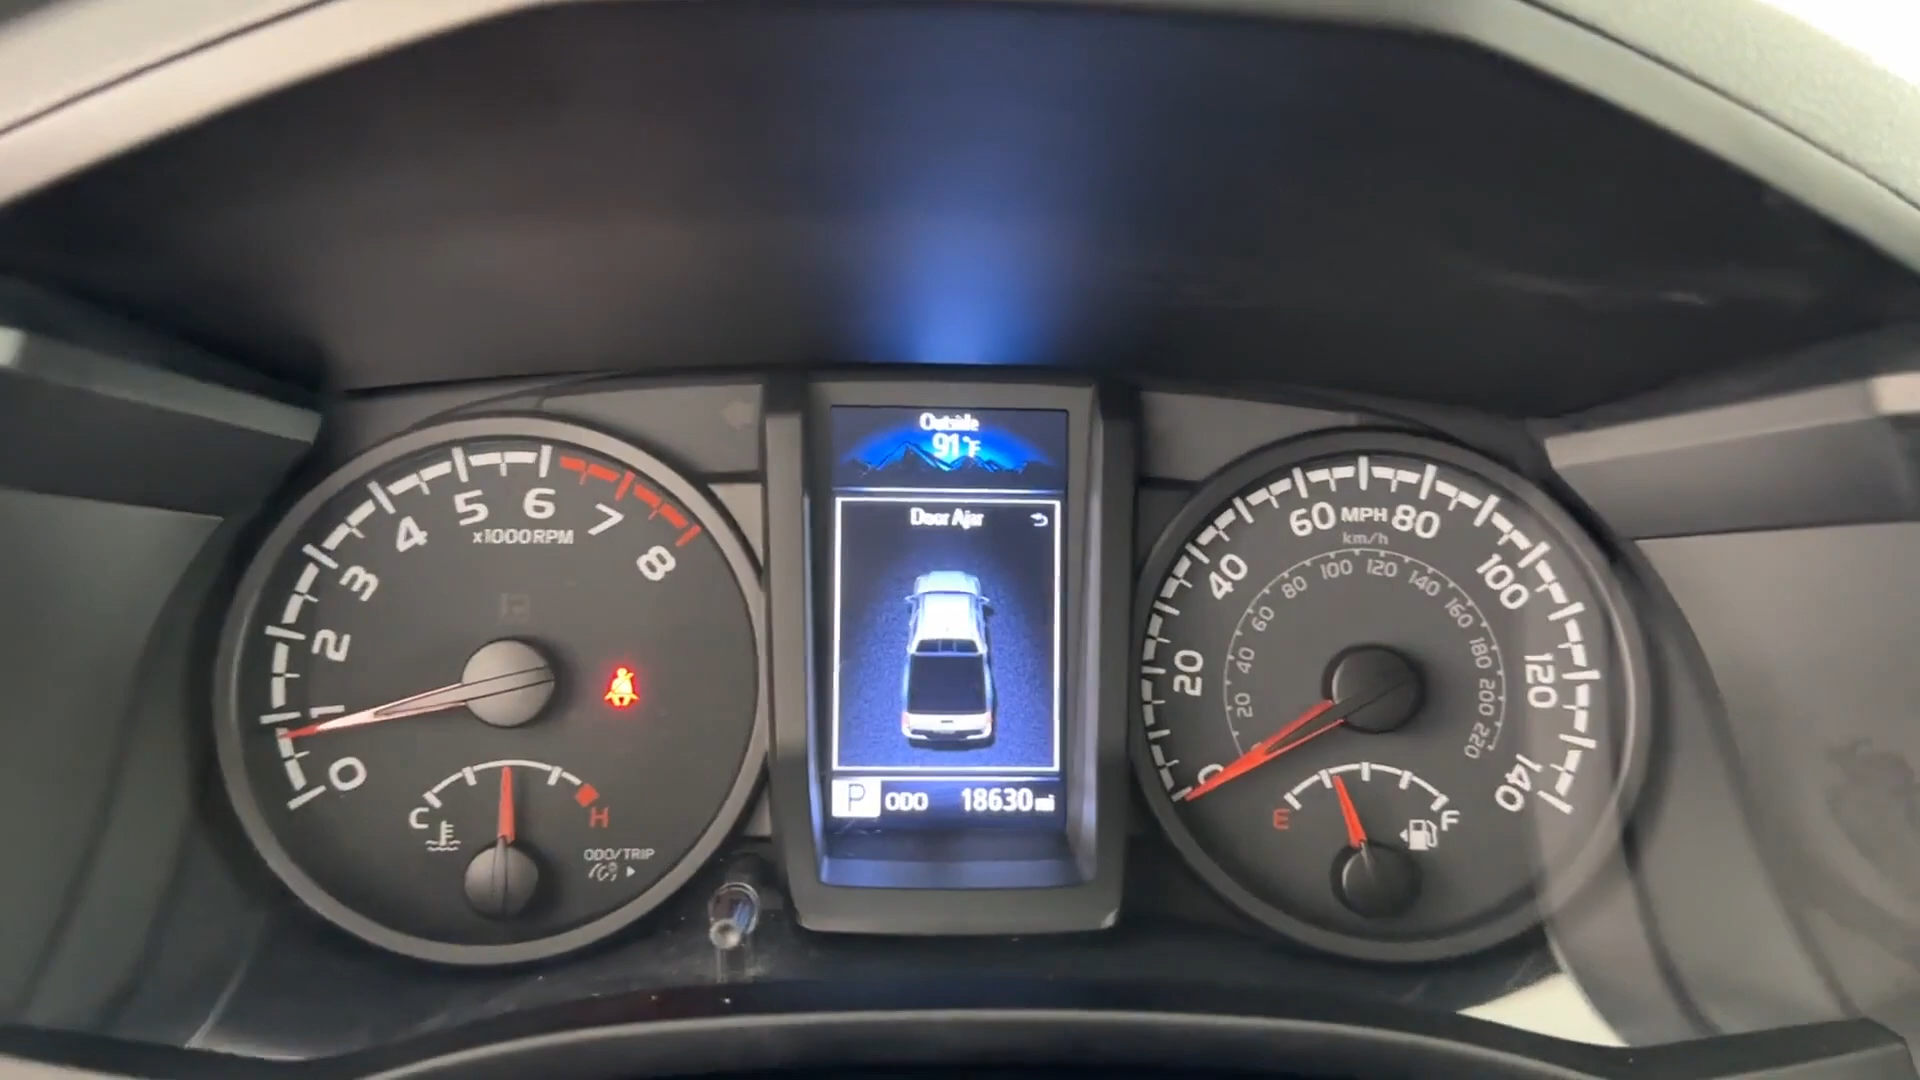 0 1 2 3 4 5 6 7 8
x1000RPM
C H
ODO/TRIP
Outside
91°F
Door Ajar
P ODO 18630 mi
0 20 40 60 80 100 120 140
MPH
km/h
20 40 60 80 100 120 140 160 180 200 220
E F